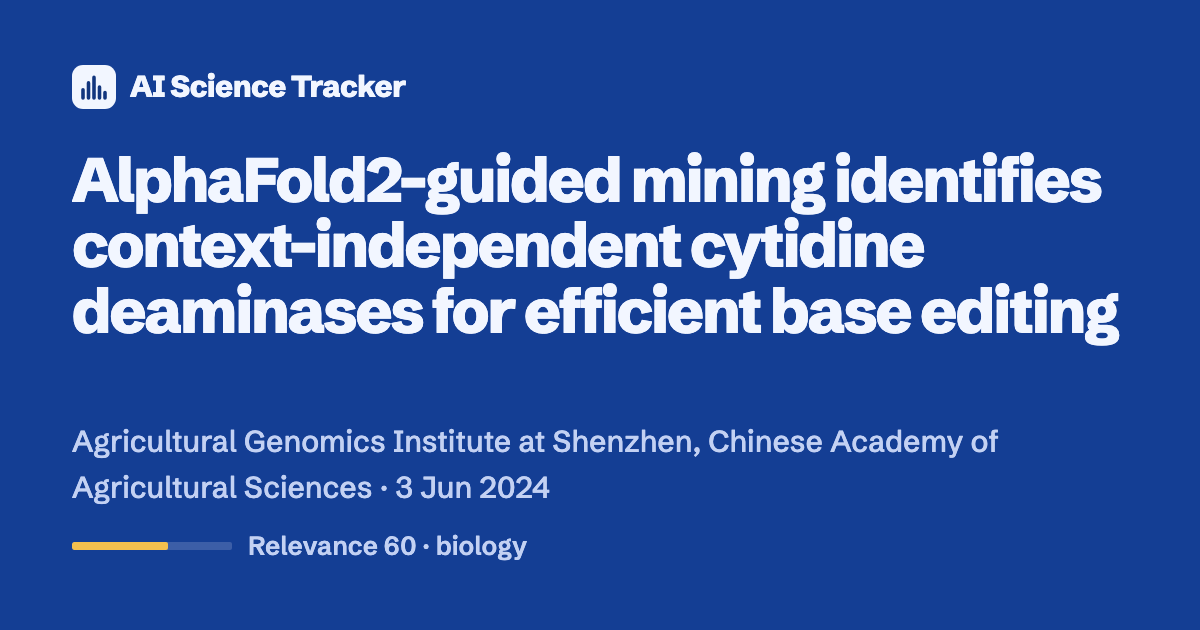 AI Science Tracker
AlphaFold2-guided mining identifies
context-independent cytidine
deaminases for efficient base editing
Agricultural Genomics Institute at Shenzhen, Chinese Academy of
Agricultural Sciences · 3 Jun 2024
Relevance 60 · biology